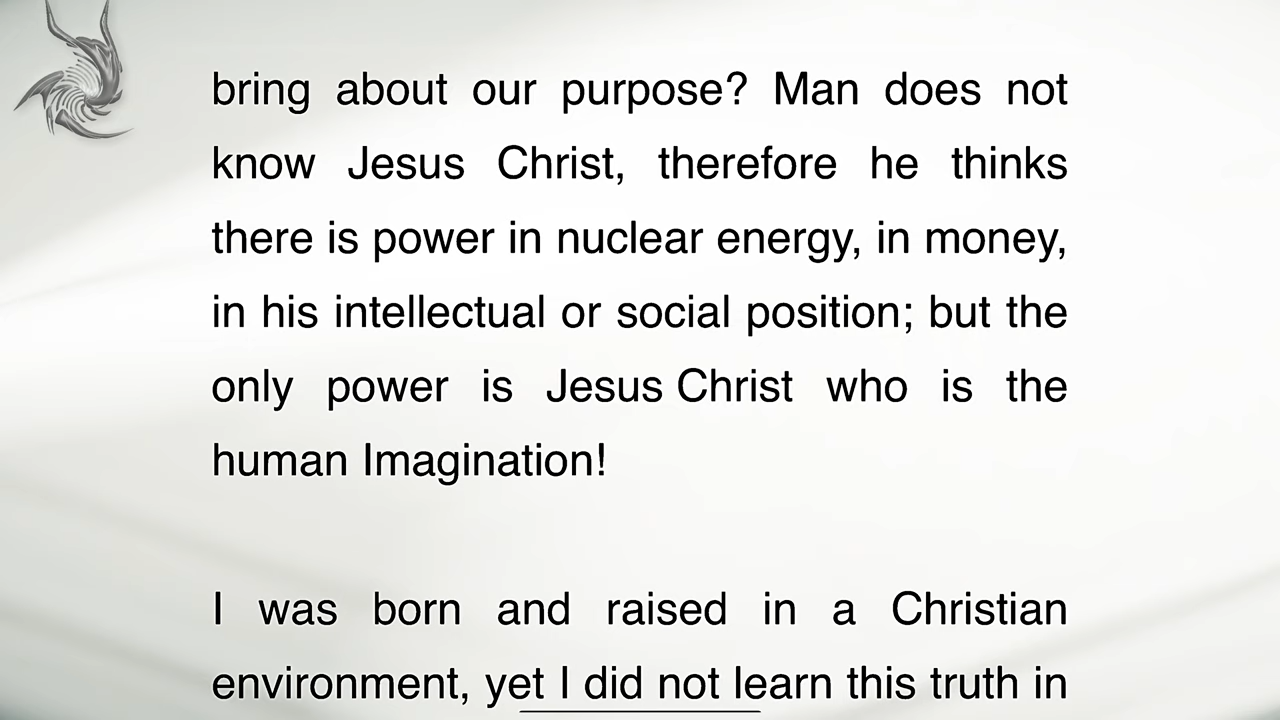 bring about our purpose? Man does not
know Jesus Christ, therefore he thinks
there is power in nuclear energy, in money,
in his intellectual or social position; but the
only power is Jesus Christ who is the
human Imagination!
I was born and raised in a Christian
environment, yet I did not learn this truth in